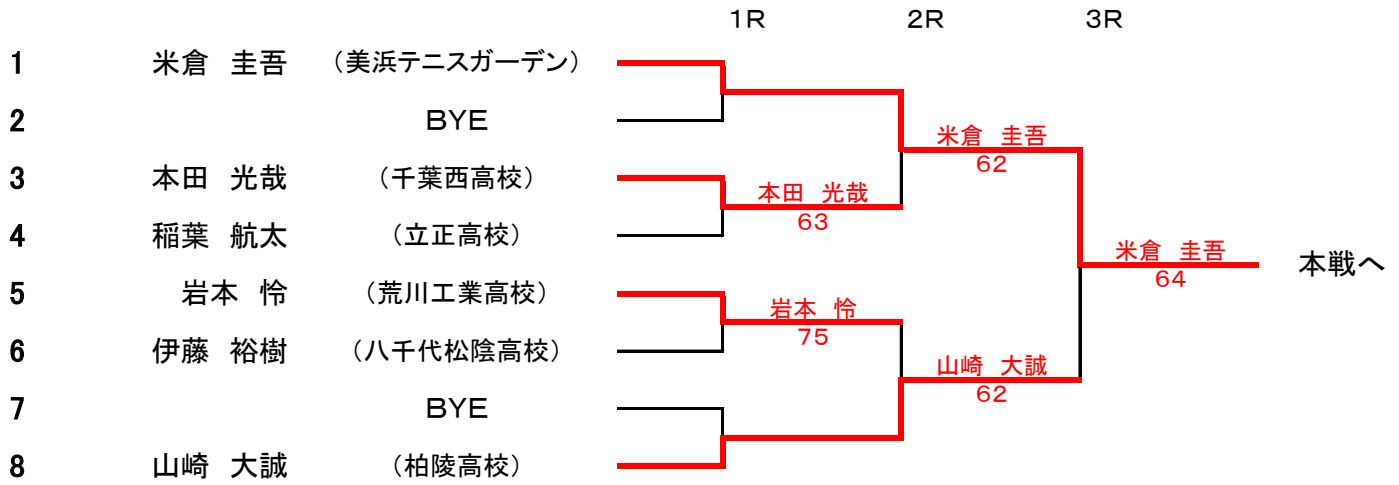 1R 2R 3R
1 米倉 圭吾 （美浜テニスガーデン）
2 BYE
米倉 圭吾
62
3 本田 光哉 （千葉西高校）
本田 光哉
63
4 稲葉 航太 （立正高校）
米倉 圭吾
64
本戦へ
5 岩本 怜 （荒川工業高校）
岩本 怜
75
6 伊藤 裕樹 （八千代松陰高校）
山崎 大誠
62
7 BYE
8 山崎 大誠 （柏陵高校）